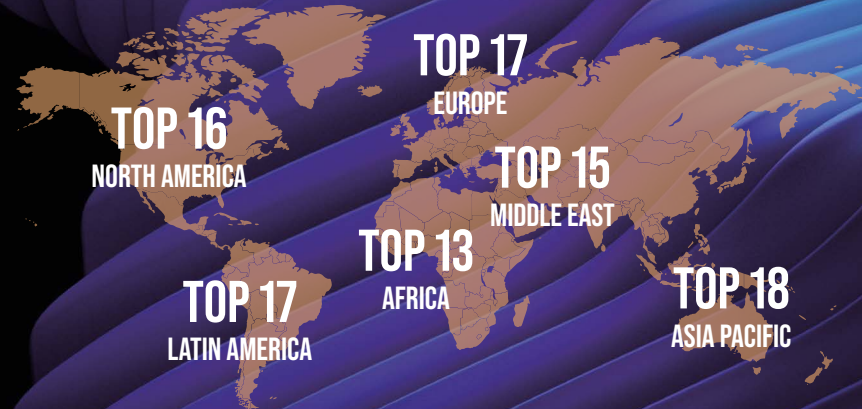 TOP 17
EUROPE
TOP 16
NORTH AMERICA
TOP 15
MIDDLE EAST
TOP 13
AFRICA
TOP 17
LATIN AMERICA
TOP 18
ASIA PACIFIC